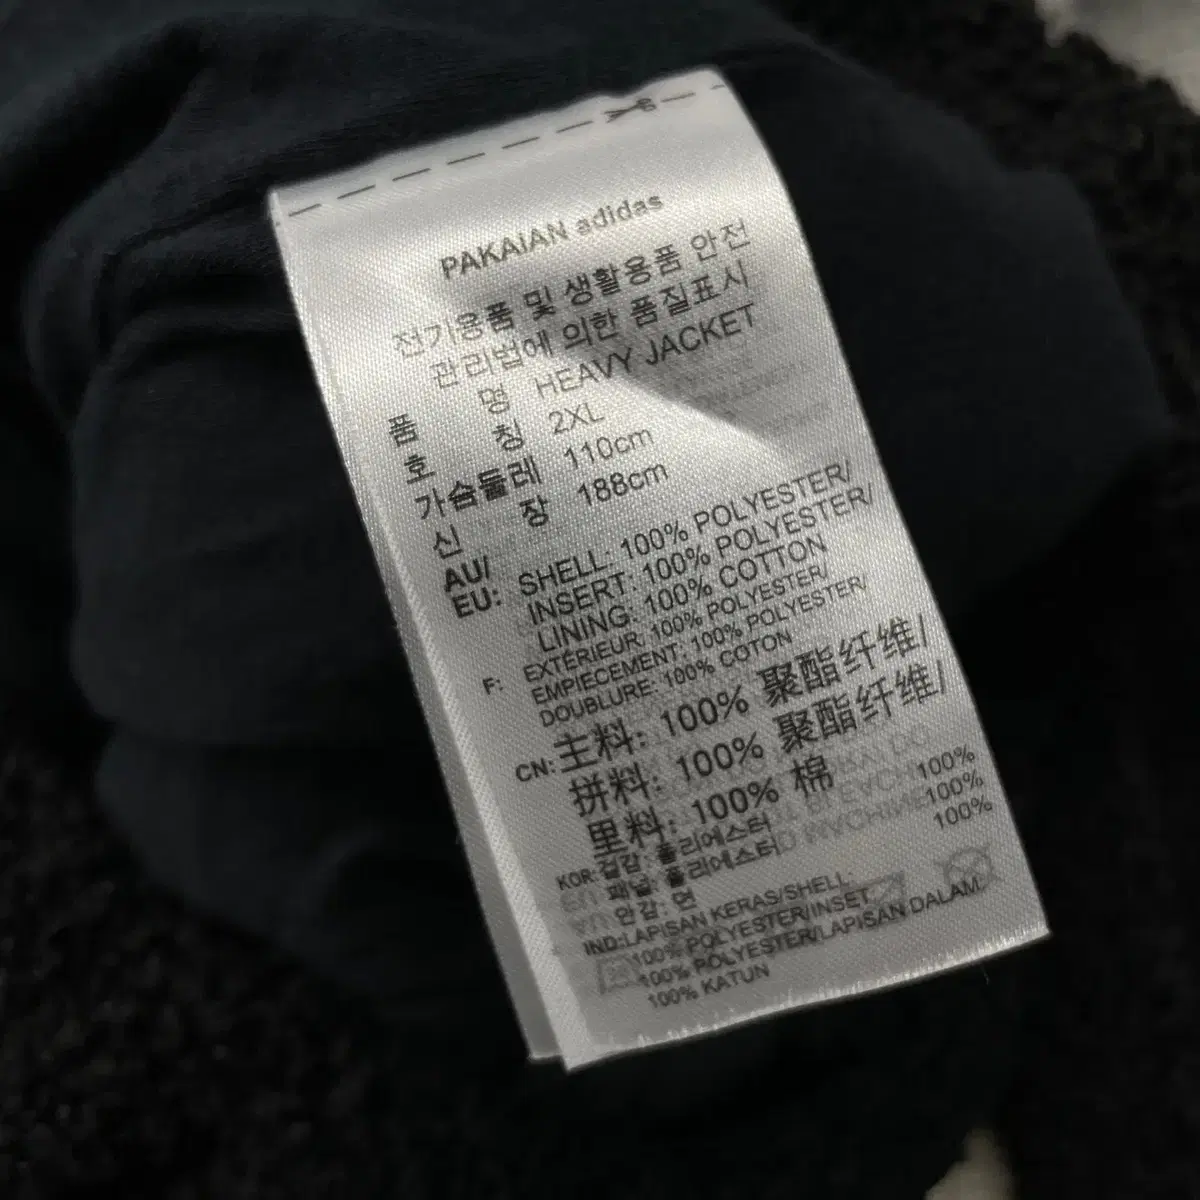 PAKAIAN adidas
전기용품 및 생활용품 안전
관리법에 의한 품질표시
품 명 HEAVY JACKET
호 칭 2XL
가슴둘레 110cm
신 장 188cm
AU/
EU: SHELL: 100% POLYESTER/
INSERT: 100% POLYESTER/
LINING: 100% COTTON
F: EXTÉRIEUR: 100% POLYESTER/
EMPIECEMENT: 100% POLYESTER/
DOUBLURE: 100% COTON
CN: 主料: 100% 聚酯纤维/
拼料: 100% 聚酯纤维/
里料: 100% 棉
KOR: 겉감: 폴리에스터 100%
패널: 폴리에스터 100%
안감: 면 100%
IND:LAPISAN KERAS/SHELL:
100% POLYESTER/INSET
100% POLYESTER/LAPISAN DALAM:
100% KATUN